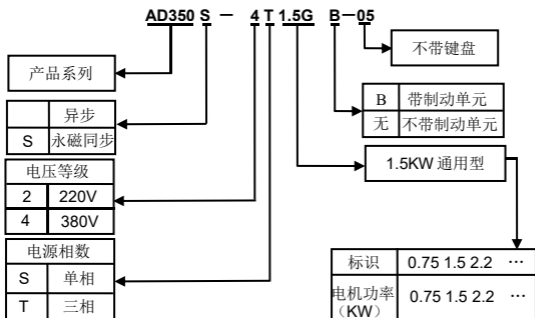 AD350 S － 4 T 1.5G B－05
不带键盘
产品系列
B 带制动单元
无 不带制动单元
异步
S 永磁同步
1.5KW 通用型
电压等级
2 220V
4 380V
电源相数
S 单相
T 三相
标识 0.75 1.5 2.2 …
电机功率（KW） 0.75 1.5 2.2 …